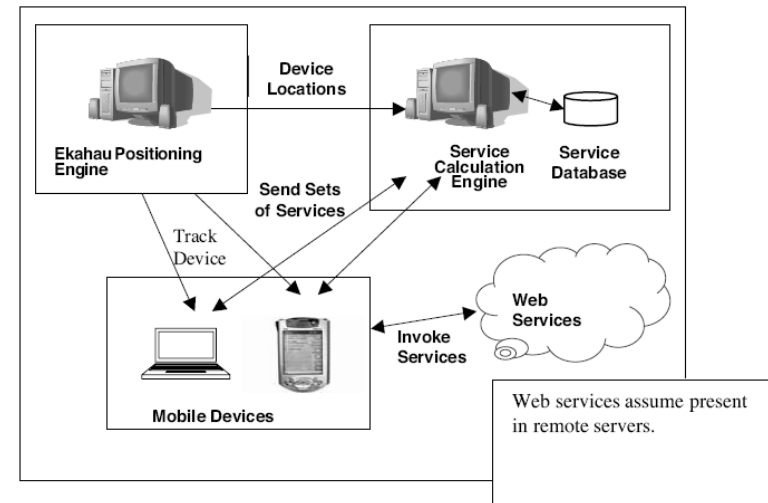 Device
Locations
Ekahau Positioning
Engine
Service
Calculation
Engine
Service
Database
Send Sets
of Services
Track
Device
Web
Services
Invoke
Services
Mobile Devices
Web services assume present
in remote servers.